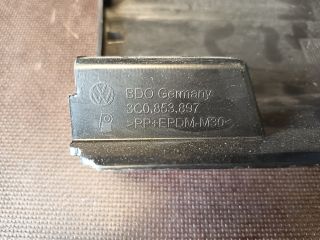 BDO Germany
3C0.853.897
>PP+EPDM-M30<